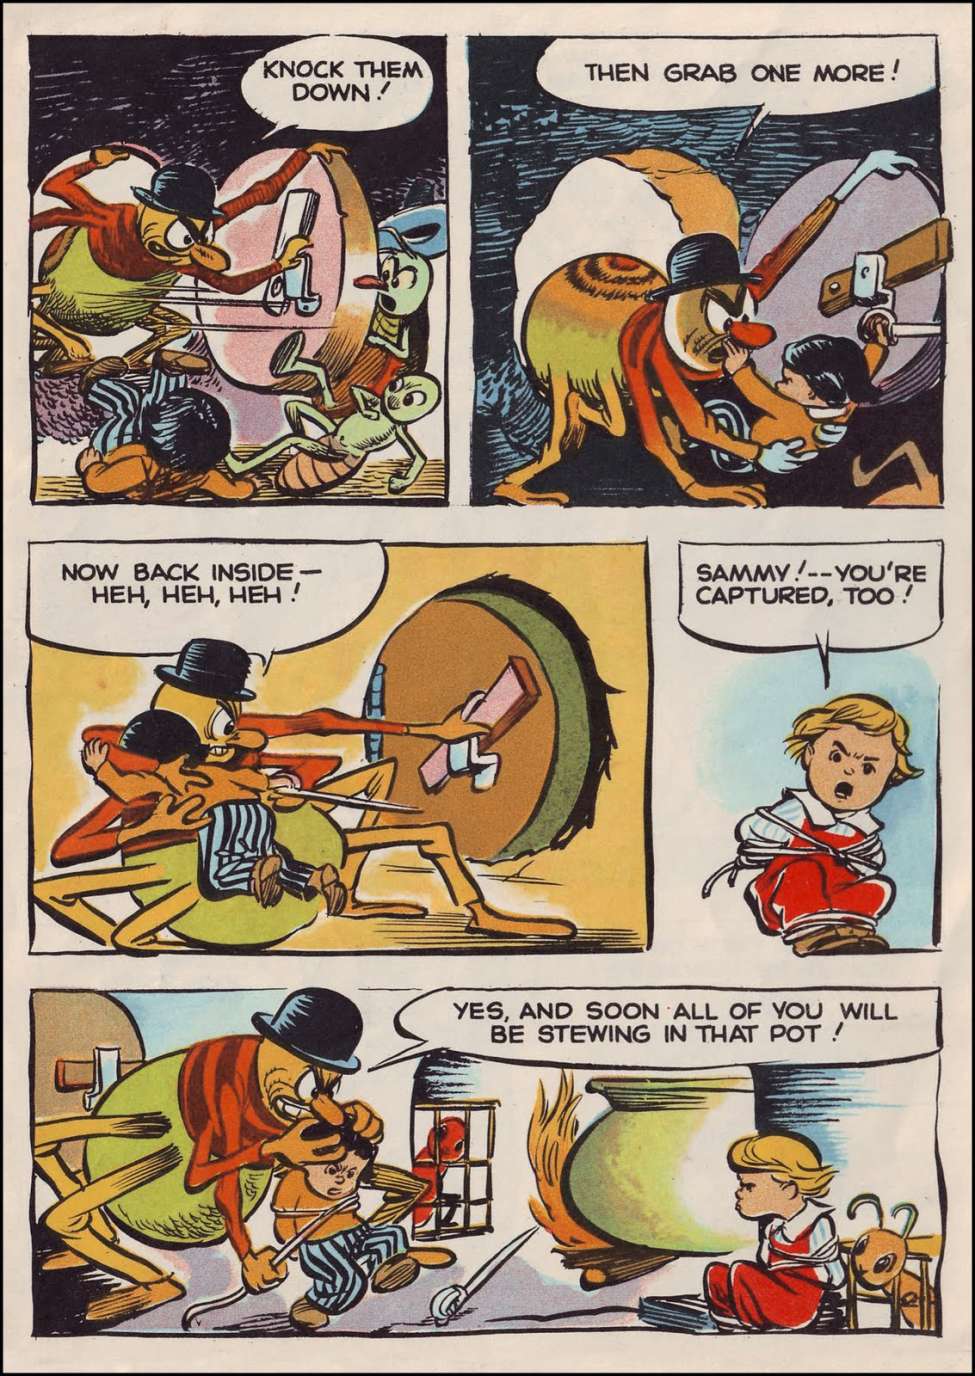 KNOCK THEM
DOWN!
THEN GRAB ONE MORE!
NOW BACK INSIDE—
HEH, HEH, HEH!
SAMMY!--YOU'RE
CAPTURED, TOO!
YES, AND SOON ALL OF YOU WILL
BE STEWING IN THAT POT!